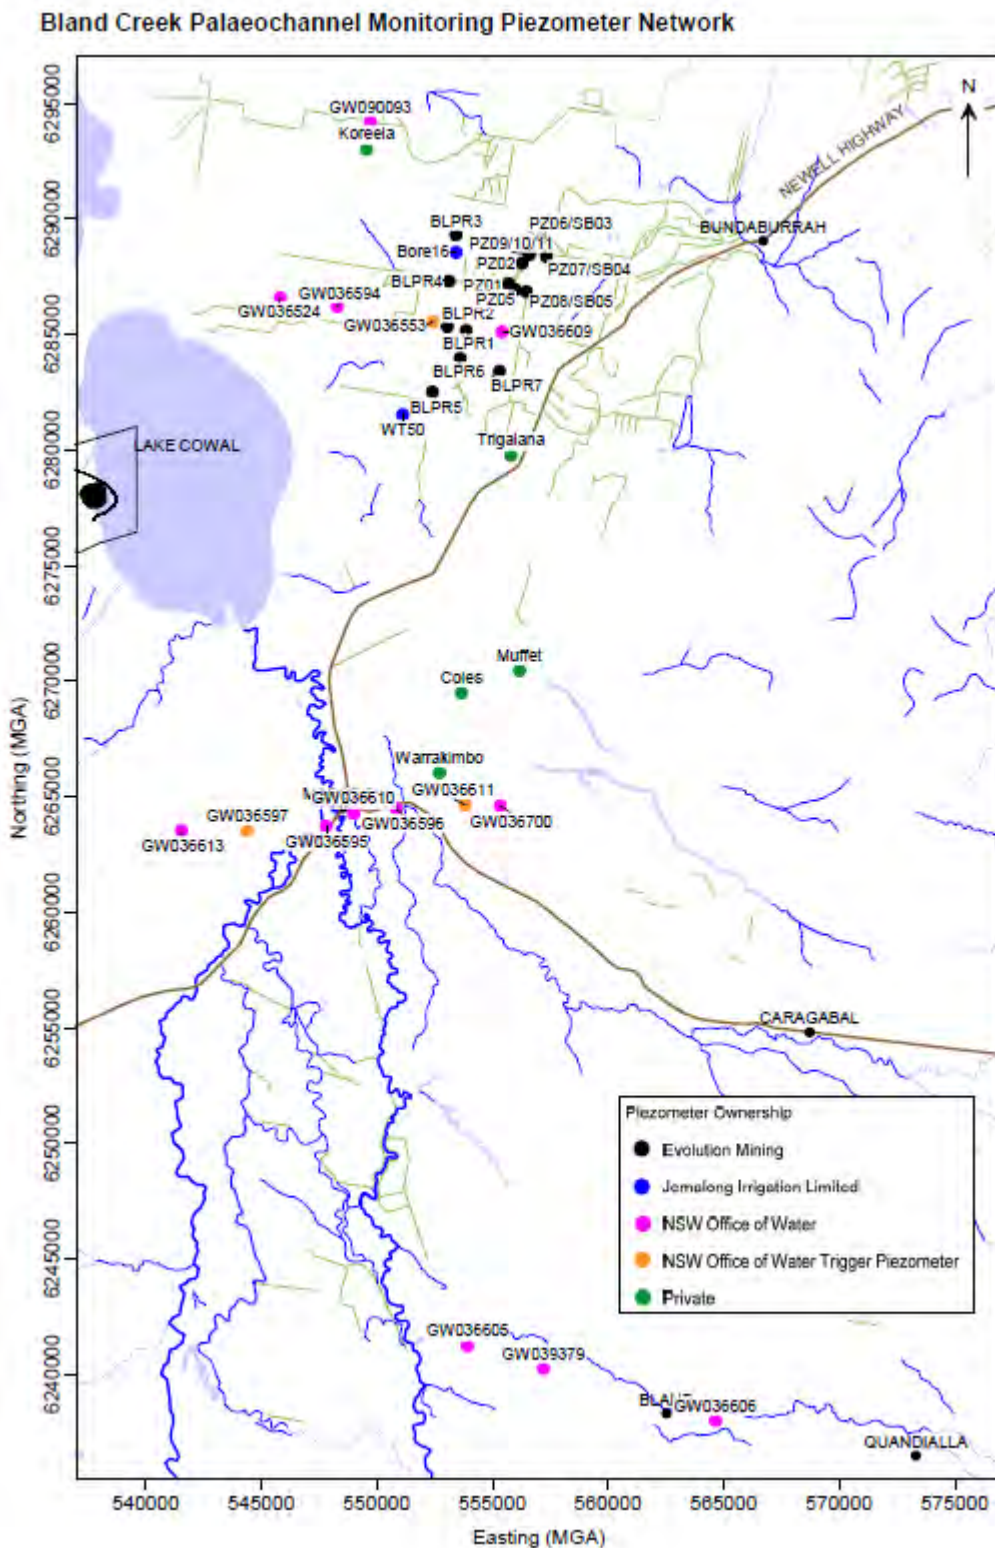 Bland Creek Palaeochannel Monitoring Piezometer Network
N
GW090093
Koreela
NEWELL HIGHWAY
BUNDABURRAH
BLPR3
PZ06/SB03
Bore16
PZ09/10/11
PZ02
PZ07/SB04
BLPR4
PZ01
PZ05
PZ08/SB05
GW036594
GW036524
GW036553
BLPR2
GW036609
BLPR1
BLPR6
BLPR7
BLPR5
WT50
Trigalana
LAKE COWAL
Muffet
Coles
Warrakimbo
GW036611
GW036610
GW036700
GW036597
GW036596
GW036613
GW036595
CARAGABAL
Piezometer Ownership
Evolution Mining
Jemalong Irrigation Limited
NSW Office of Water
NSW Office of Water Trigger Piezometer
Private
GW036605
GW039379
GW036606
QUANDIALLA
6295000
6290000
6285000
6280000
6275000
6270000
6265000
6260000
6255000
6250000
6245000
6240000
Northing (MGA)
540000 545000 550000 555000 560000 565000 570000 575000
Easting (MGA)